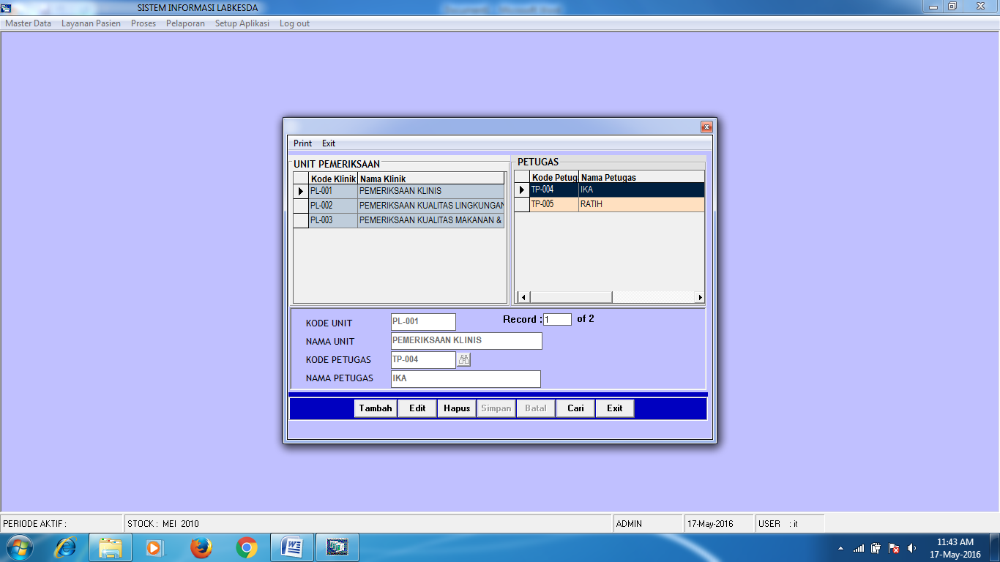 SISTEM INFORMASI LABKESDA
Master Data Layanan Pasien Proses Pelaporan Setup Aplikasi Log out
Print Exit
UNIT PEMERIKSAAN
Kode Klinik Nama Klinik
PL-001 PEMERIKSAAN KLINIS
PL-002 PEMERIKSAAN KUALITAS LINGKUNGAN
PL-003 PEMERIKSAAN KUALITAS MAKANAN &
PETUGAS
Kode Petug Nama Petugas
TP-004 IKA
TP-005 RATIH
KODE UNIT PL-001 Record : 1 of 2
NAMA UNIT PEMERIKSAAN KLINIS
KODE PETUGAS TP-004
NAMA PETUGAS IKA
Tambah Edit Hapus Simpan Batal Cari Exit
PERIODE AKTIF : STOCK : MEI 2010 ADMIN 17-May-2016 USER : it
11:43 AM
17-May-2016